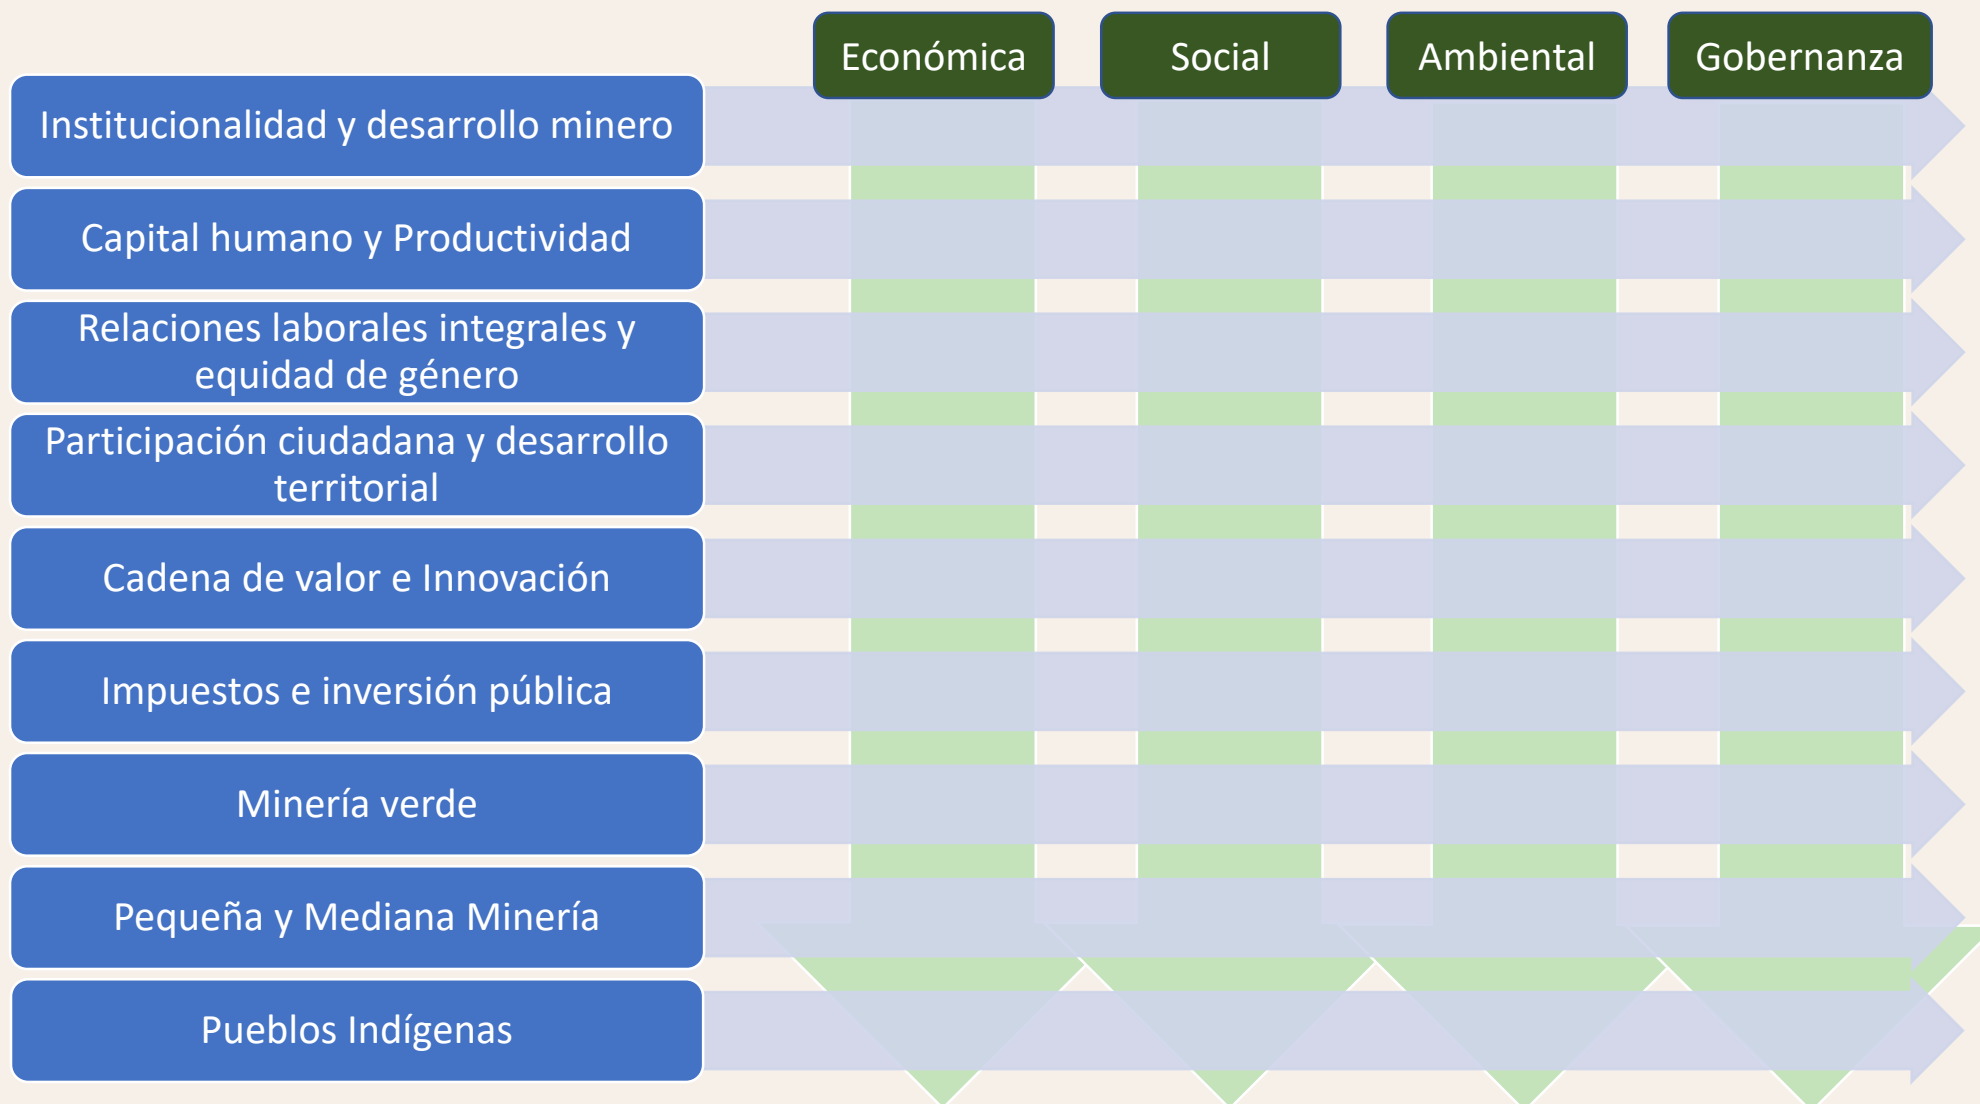 Económica
Social
Ambiental
Gobernanza
Institucionalidad y desarrollo minero
Capital humano y Productividad
Relaciones laborales integrales y
equidad de género
Participación ciudadana y desarrollo
territorial
Cadena de valor e Innovación
Impuestos e inversión pública
Minería verde
Pequeña y Mediana Minería
Pueblos Indígenas